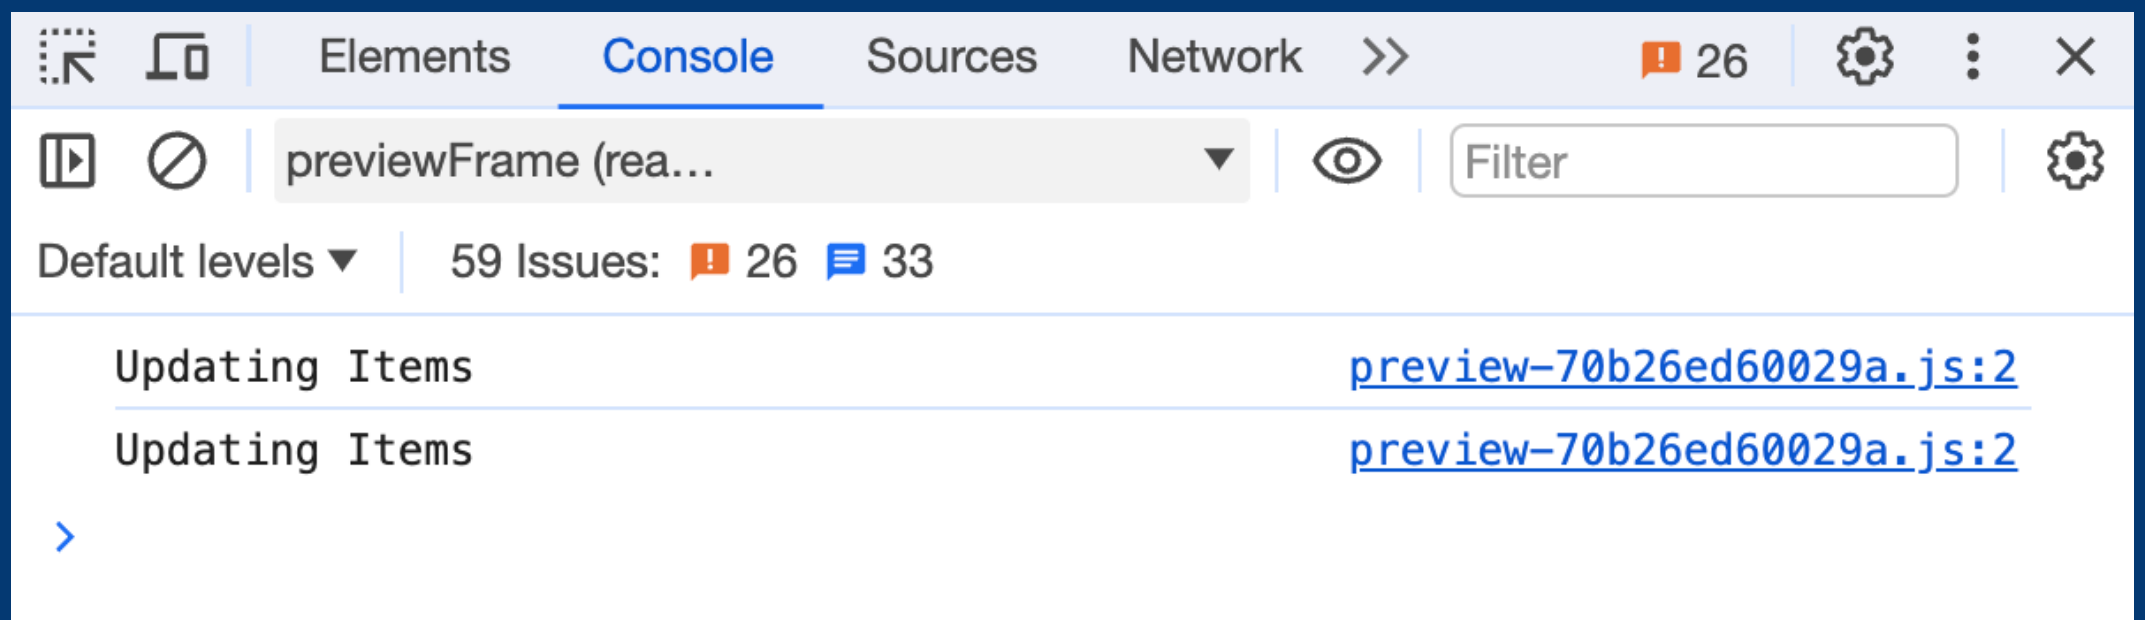 Elements Console Sources Network 26
previewFrame (rea... Filter
Default levels 59 Issues: 26 33
Updating Items preview-70b26ed60029a.js:2
Updating Items preview-70b26ed60029a.js:2